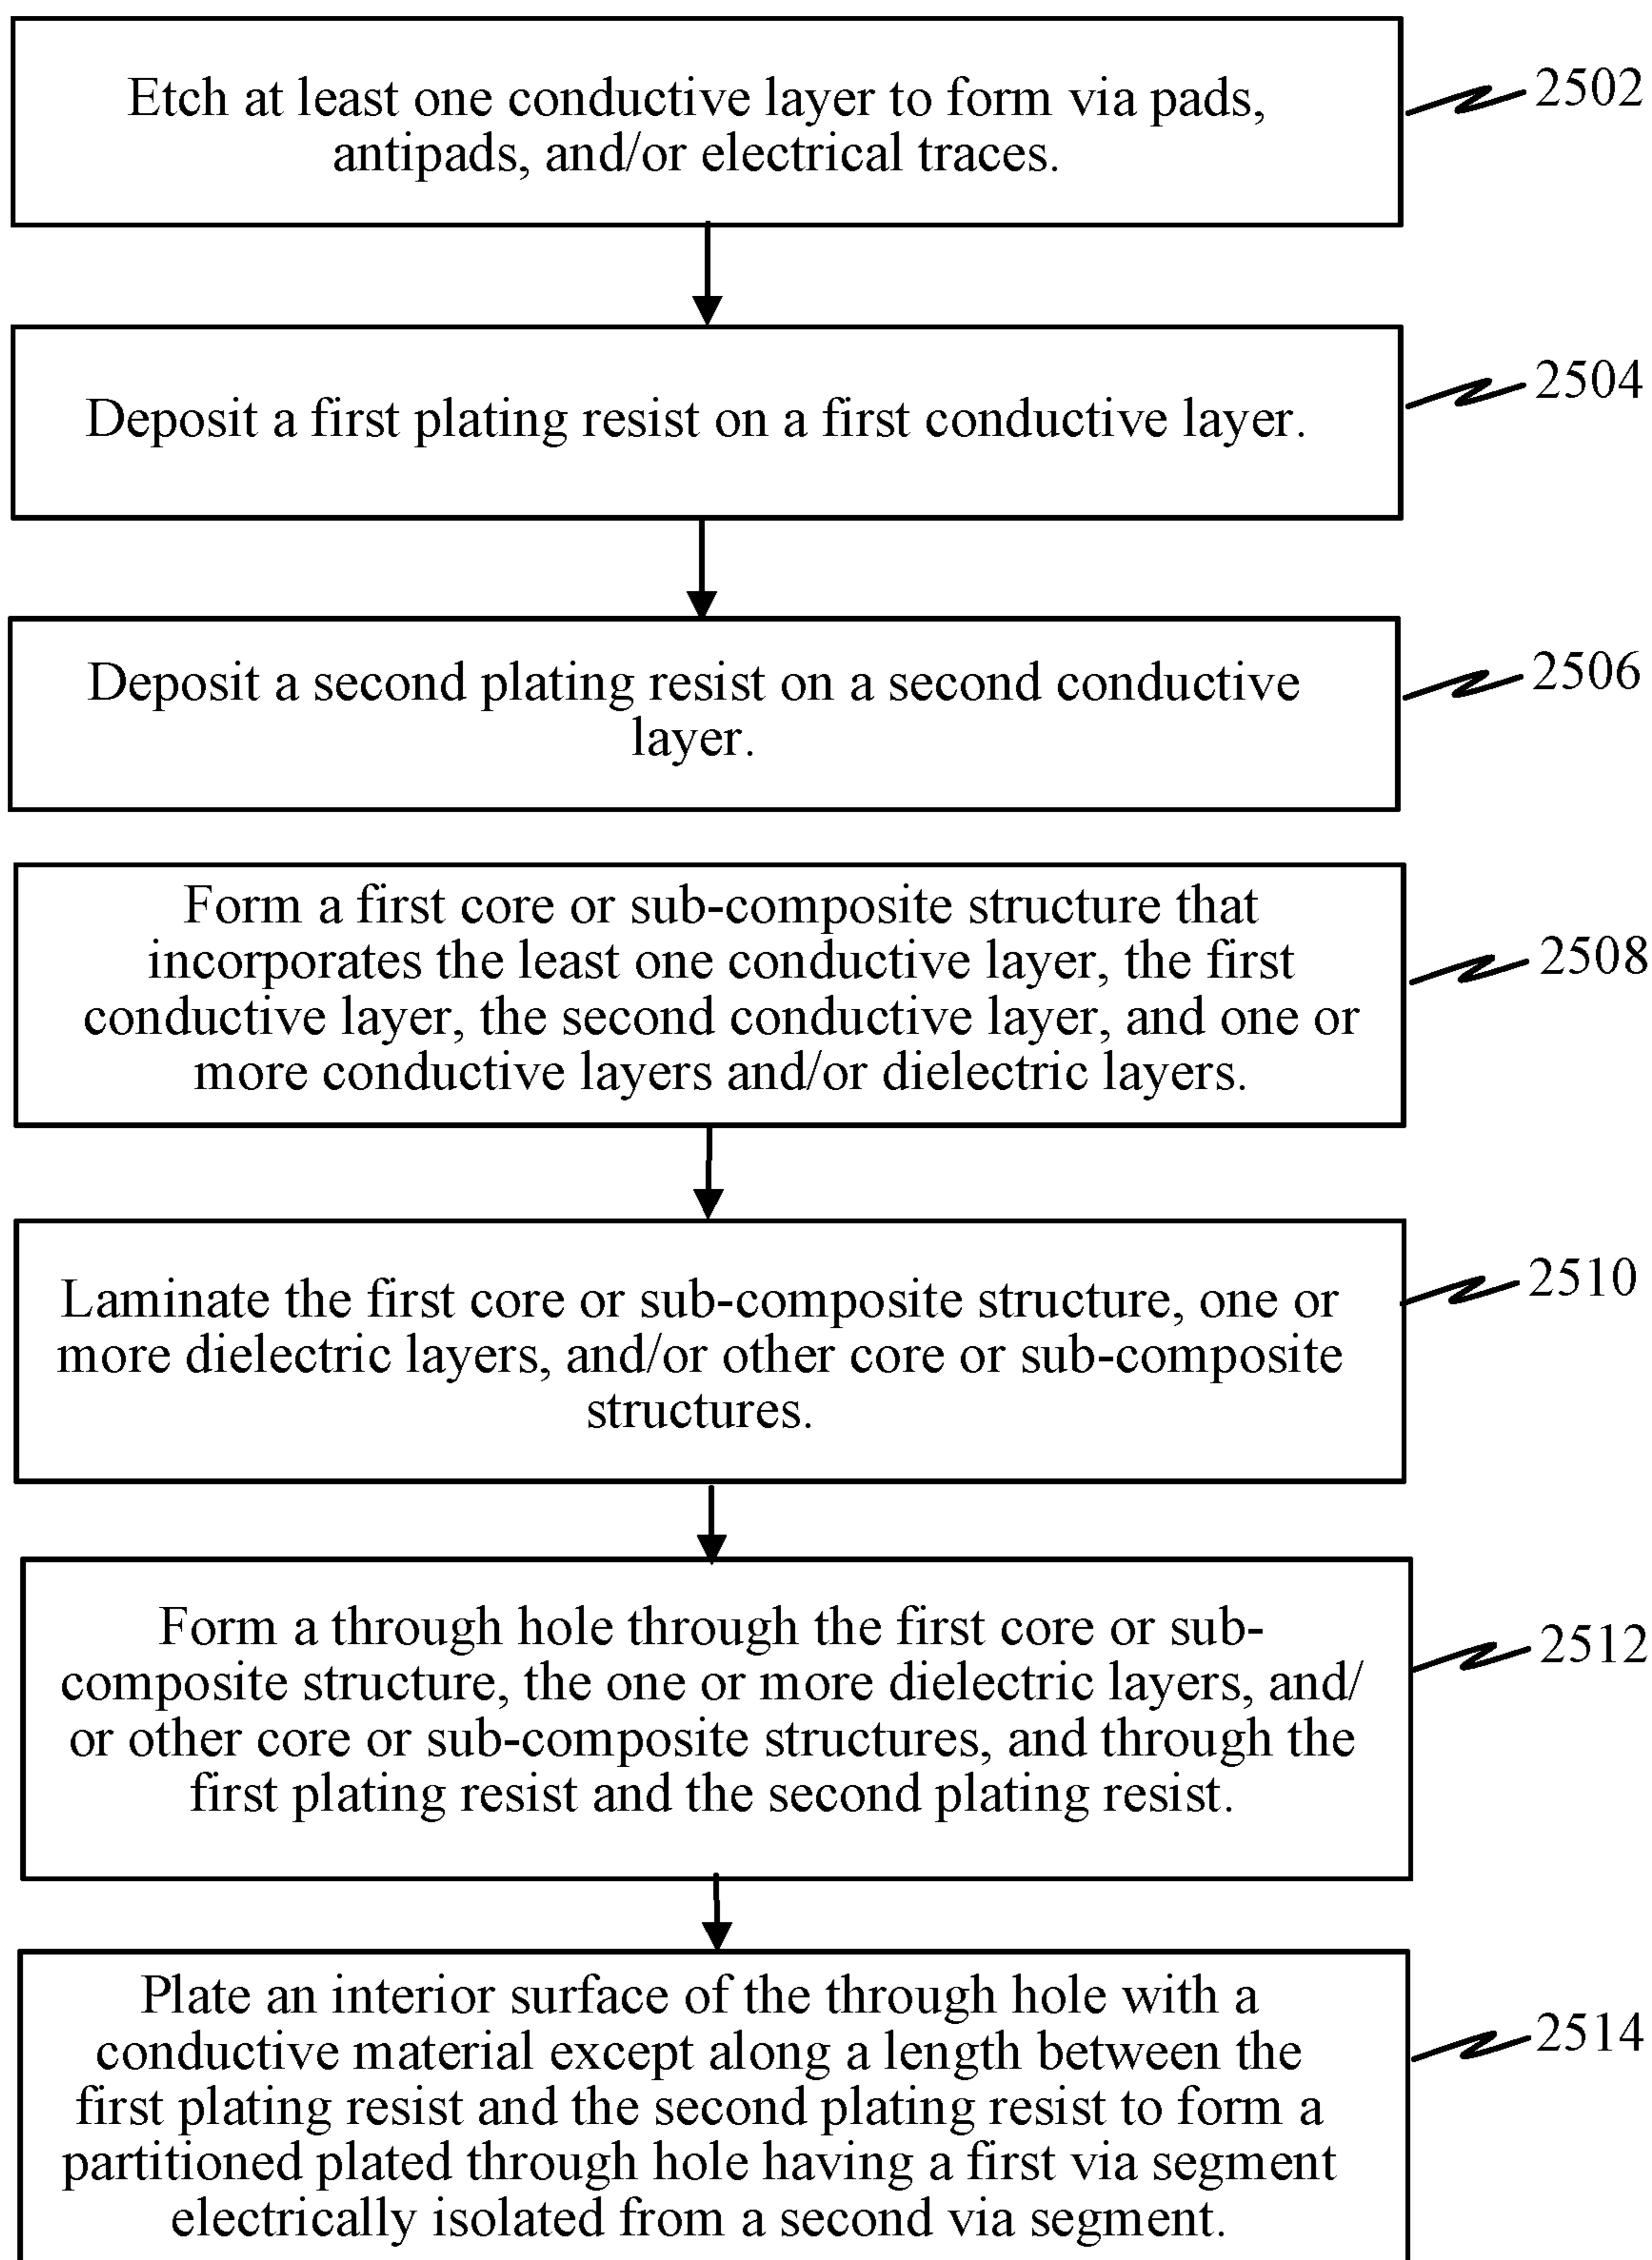 Etch at least one conductive layer to form via pads,
antipads, and/or electrical traces.
2502
Deposit a first plating resist on a first conductive layer.
2504
Deposit a second plating resist on a second conductive
layer.
2506
Form a first core or sub-composite structure that
incorporates the least one conductive layer, the first
conductive layer, the second conductive layer, and one or
more conductive layers and/or dielectric layers.
2508
Laminate the first core or sub-composite structure, one or
more dielectric layers, and/or other core or sub-composite
structures.
2510
Form a through hole through the first core or sub-
composite structure, the one or more dielectric layers, and/
or other core or sub-composite structures, and through the
first plating resist and the second plating resist.
2512
Plate an interior surface of the through hole with a
conductive material except along a length between the
first plating resist and the second plating resist to form a
partitioned plated through hole having a first via segment
electrically isolated from a second via segment.
2514